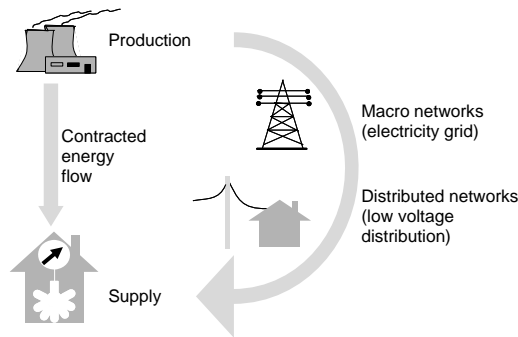 Production
Contracted
energy
flow
Macro networks
(electricity grid)
Distributed networks
(low voltage
distribution)
Supply